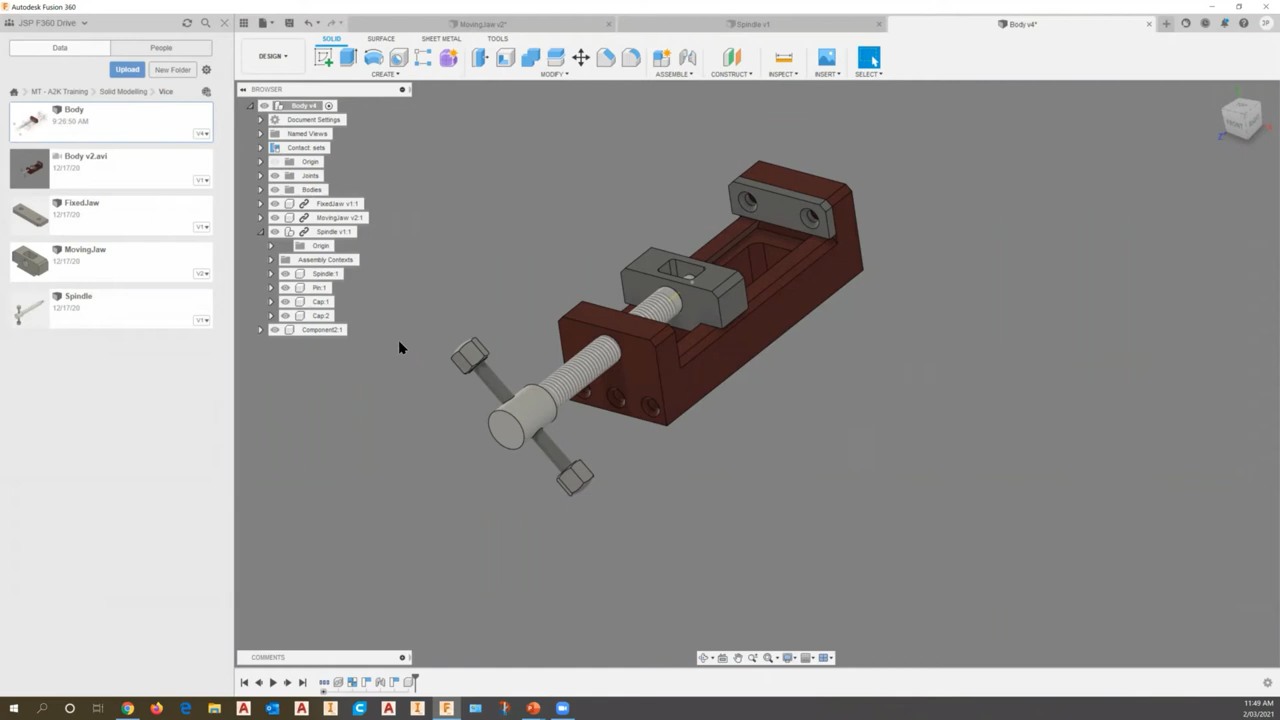 Autodesk Fusion 360
JSP F360 Drive
MovingJaw v2*
Spindle v1
Body v4*
JP
Data
People
SOLID
SURFACE
SHEET METAL
TOOLS
DESIGN
CREATE
MODIFY
ASSEMBLE
CONSTRUCT
INSPECT
INSERT
SELECT
Upload
New Folder
MT - A2K Training
Solid Modelling
Vice
BROWSER
Body v4
Document Settings
Named Views
Contact: sets
Origin
Joints
Bodies
FixedJaw v1:1
MovingJaw v2:1
Spindle v1:1
Origin
Assembly Contexts
Spindle:1
Pin:1
Cap:1
Cap:2
Component2:1
Body
9:26:50 AM
V4
Body v2.avi
12/17/20
V1
FixedJaw
12/17/20
V1
MovingJaw
12/17/20
V2
Spindle
12/17/20
V1
FRONT
COMMENTS
11:49 AM
2/03/2021